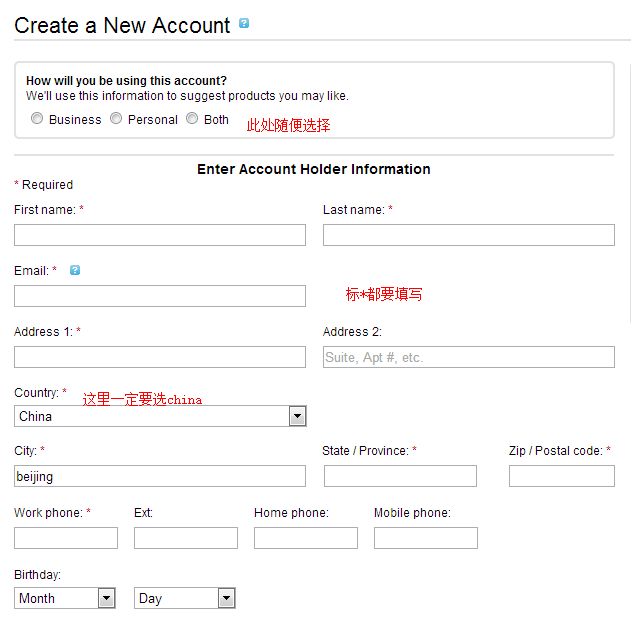 Create a New Account ?
How will you be using this account?
We'll use this information to suggest products you may like.
Business Personal Both 此处随便选择
Enter Account Holder Information
* Required
First name: * Last name: *
Email: * ?
标*都要填写
Address 1: * Address 2:
Suite, Apt #, etc.
Country: * 这里一定要选china
China
City: * State / Province: * Zip / Postal code: *
beijing
Work phone: * Ext: Home phone: Mobile phone:
Birthday:
Month Day